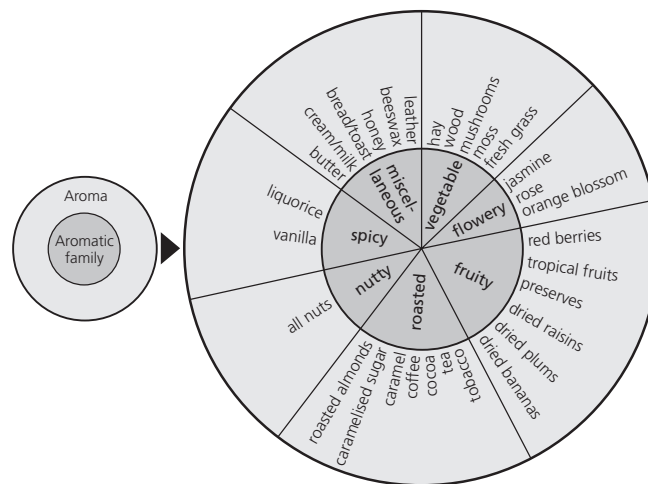 Aroma
Aromatic
family
miscel-
laneous
vegetable
flowery
fruity
roasted
nutty
spicy
leather
beeswax
honey
bread/toast
cream/milk
butter
hay
wood
mushrooms
moss
fresh grass
jasmine
rose
orange blossom
red berries
tropical fruits
preserves
dried raisins
dried plums
dried bananas
tobacco
tea
cocoa
coffee
caramel
caramelised sugar
roasted almonds
all nuts
vanilla
liquorice